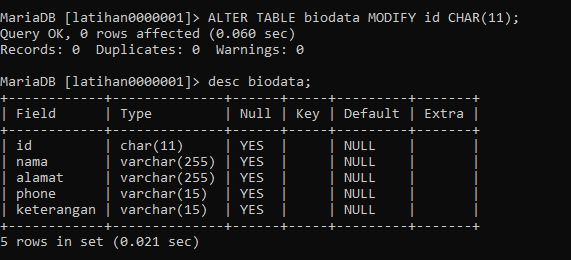 MariaDB [latihan0000001]> ALTER TABLE biodata MODIFY id CHAR(11);
Query OK, 0 rows affected (0.060 sec)
Records: 0  Duplicates: 0  Warnings: 0

MariaDB [latihan0000001]> desc biodata;
+------------+--------------+------+-----+---------+-------+
| Field      | Type         | Null | Key | Default | Extra |
+------------+--------------+------+-----+---------+-------+
| id         | char(11)     | YES  |     | NULL    |       |
| nama       | varchar(255) | YES  |     | NULL    |       |
| alamat     | varchar(255) | YES  |     | NULL    |       |
| phone      | varchar(15)  | YES  |     | NULL    |       |
| keterangan | varchar(15)  | YES  |     | NULL    |       |
+------------+--------------+------+-----+---------+-------+
5 rows in set (0.021 sec)